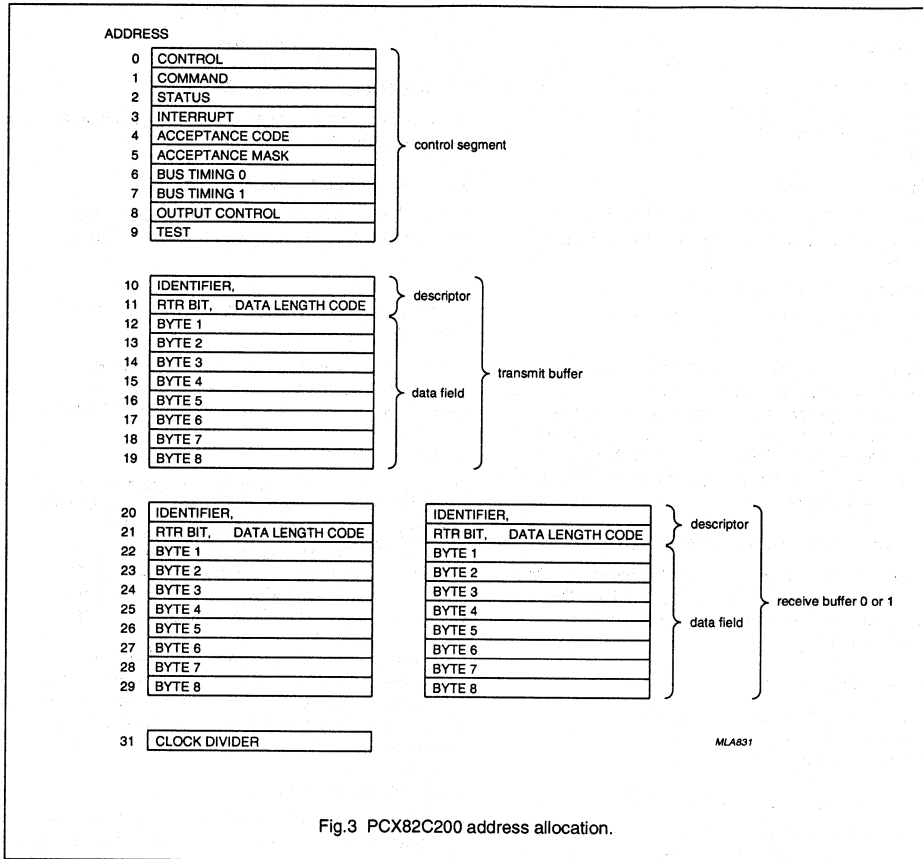 ADDRESS
0 CONTROL
1 COMMAND
2 STATUS
3 INTERRUPT
4 ACCEPTANCE CODE
5 ACCEPTANCE MASK
6 BUS TIMING 0
7 BUS TIMING 1
8 OUTPUT CONTROL
9 TEST
control segment
10 IDENTIFIER,
11 RTR BIT, DATA LENGTH CODE
12 BYTE 1
13 BYTE 2
14 BYTE 3
15 BYTE 4
16 BYTE 5
17 BYTE 6
18 BYTE 7
19 BYTE 8
descriptor
data field
transmit buffer
20 IDENTIFIER,
21 RTR BIT, DATA LENGTH CODE
22 BYTE 1
23 BYTE 2
24 BYTE 3
25 BYTE 4
26 BYTE 5
27 BYTE 6
28 BYTE 7
29 BYTE 8
IDENTIFIER,
RTR BIT, DATA LENGTH CODE
BYTE 1
BYTE 2
BYTE 3
BYTE 4
BYTE 5
BYTE 6
BYTE 7
BYTE 8
descriptor
data field
receive buffer 0 or 1
31 CLOCK DIVIDER
MLA831
Fig.3 PCX82C200 address allocation.